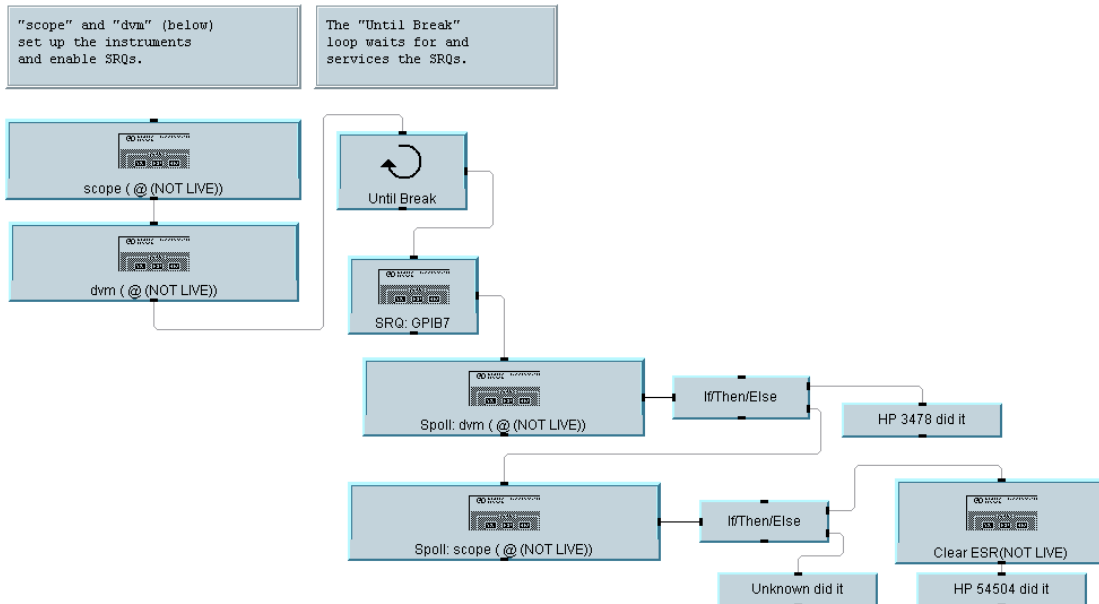 "scope" and "dvm" (below)
set up the instruments
and enable SRQs.
The "Until Break"
loop waits for and
services the SRQs.
scope ( @ (NOT LIVE))
dvm ( @ (NOT LIVE))
Until Break
SRQ: GPIB7
Spoll: dvm ( @ (NOT LIVE))
If/Then/Else
HP 3478 did it
Spoll: scope ( @ (NOT LIVE))
If/Then/Else
Clear ESR(NOT LIVE)
Unknown did it
HP 54504 did it